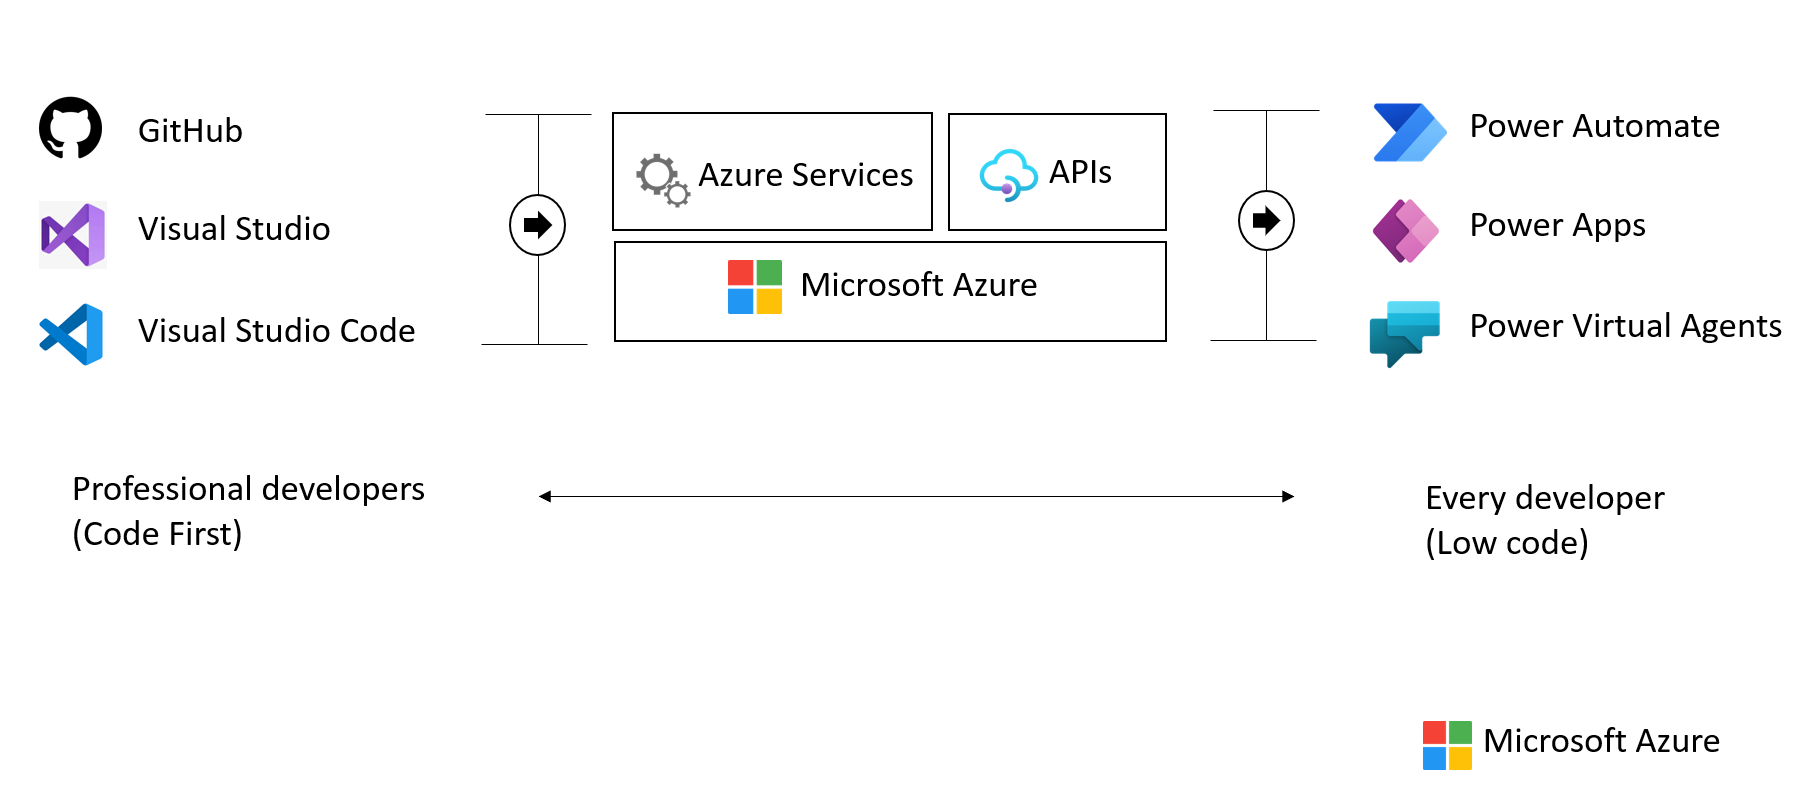 GitHub
Visual Studio
Visual Studio Code
Azure Services
APIs
Microsoft Azure
Power Automate
Power Apps
Power Virtual Agents
Professional developers
(Code First)
Every developer
(Low code)
Microsoft Azure